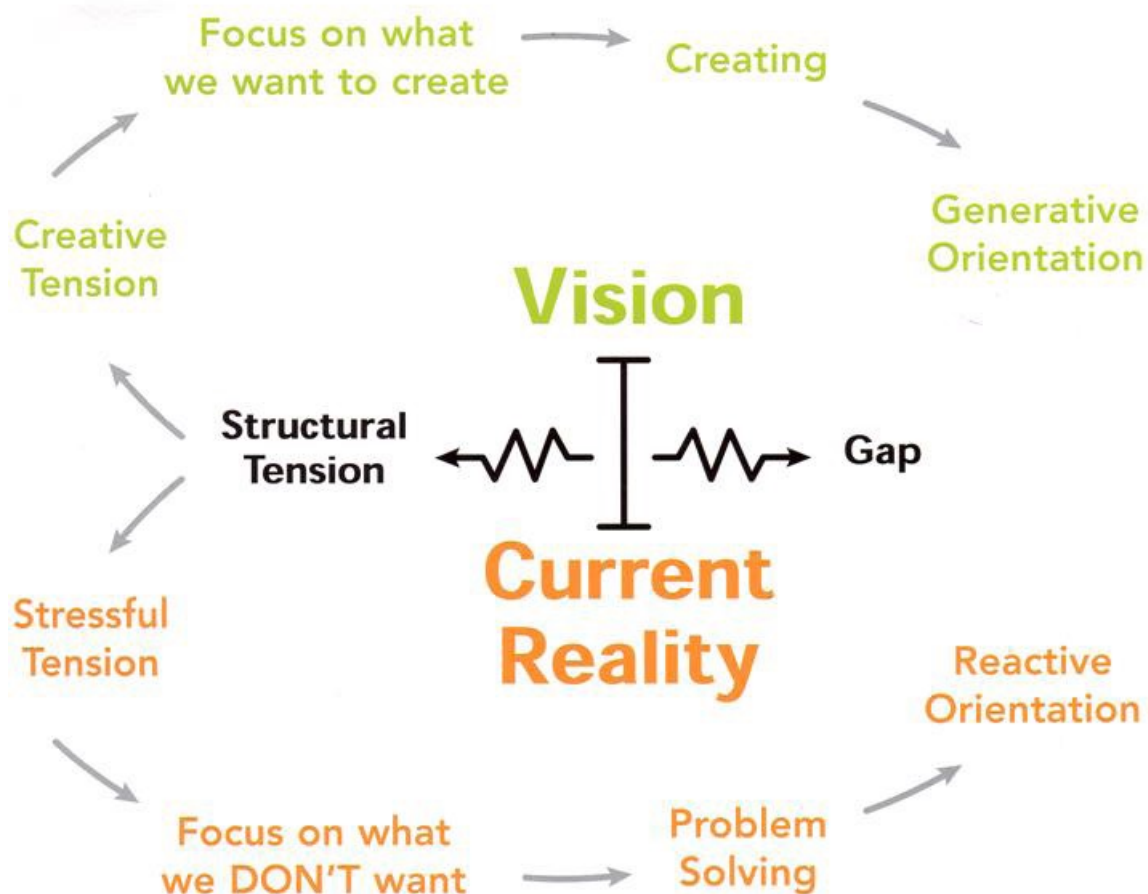 Focus on what
we want to create
Creating
Generative
Orientation
Creative
Tension
Vision
Structural
Tension
Gap
Current
Reality
Stressful
Tension
Reactive
Orientation
Focus on what
we DON'T want
Problem
Solving